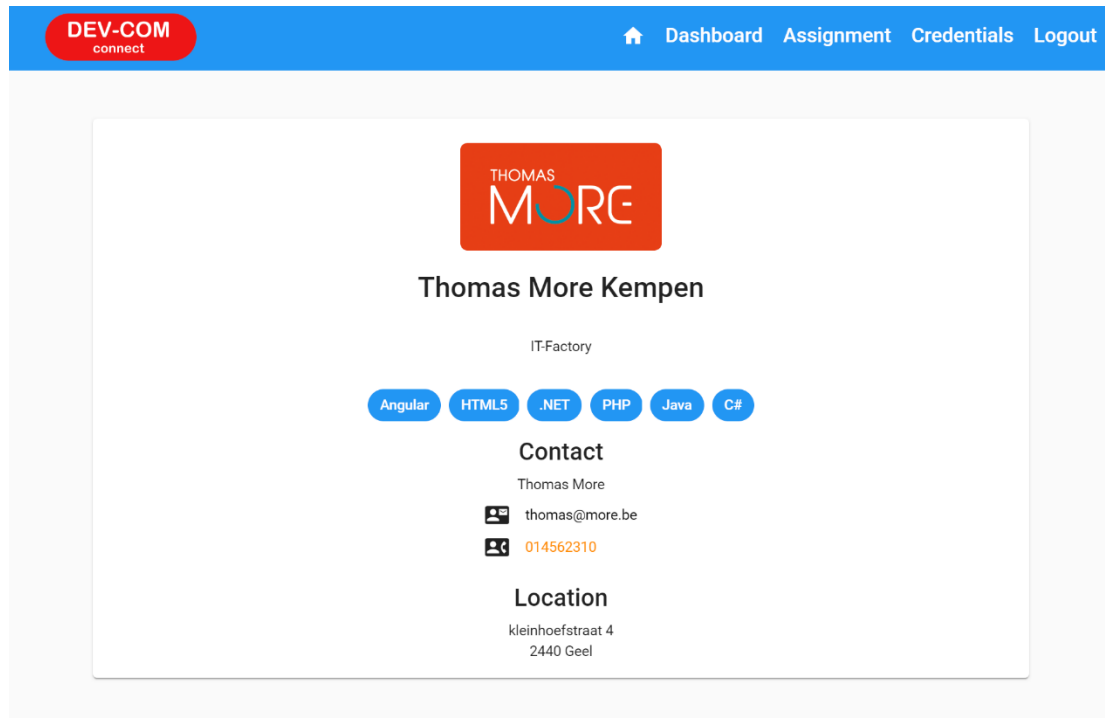 DEV-COM
connect
Dashboard Assignment Credentials Logout
THOMAS
MORE
Thomas More Kempen
IT-Factory
Angular HTML5 .NET PHP Java C#
Contact
Thomas More
thomas@more.be
014562310
Location
kleinhoefstraat 4
2440 Geel